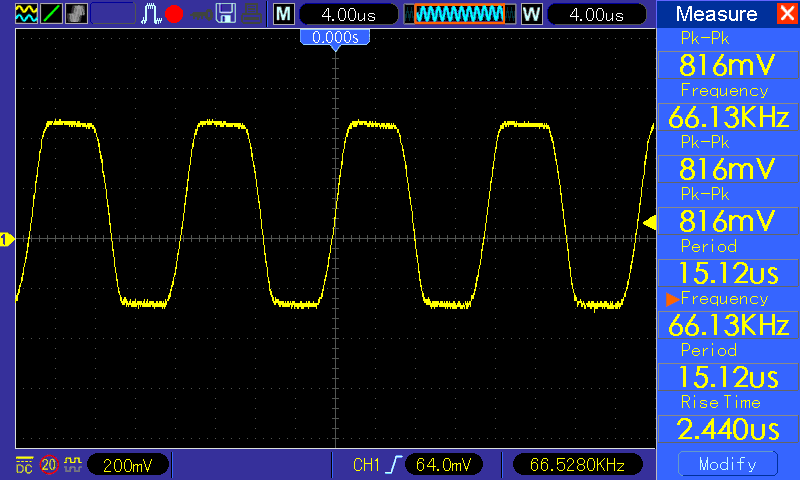 M 4.00us W 4.00us Measure
0.000s
Pk-Pk
816mV
Frequency
66.13KHz
Pk-Pk
816mV
Pk-Pk
816mV
1
Period
15.12us
Frequency
66.13KHz
Period
15.12us
Rise Time
2.440us
DC 20 200mV CH1 64.0mV 66.5280KHz Modify